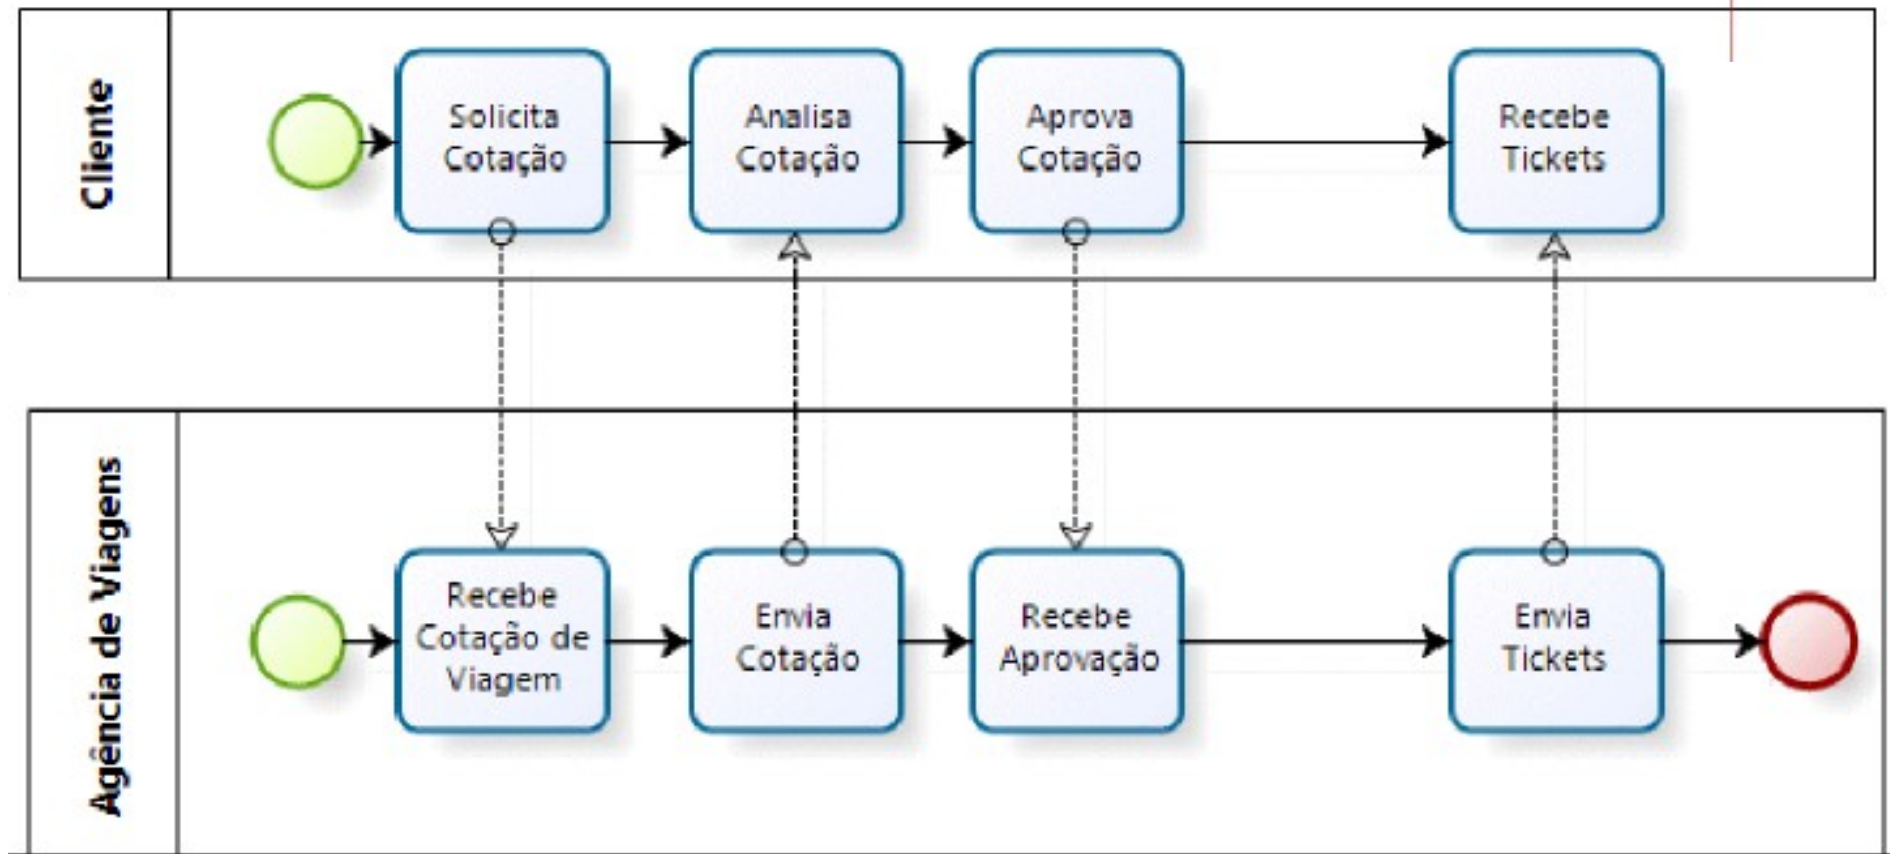 Cliente
Solicita
Cotação
Analisa
Cotação
Aprova
Cotação
Recebe
Tickets
Agência de Viagens
Recebe
Cotação de
Viagem
Envia
Cotação
Recebe
Aprovação
Envia
Tickets